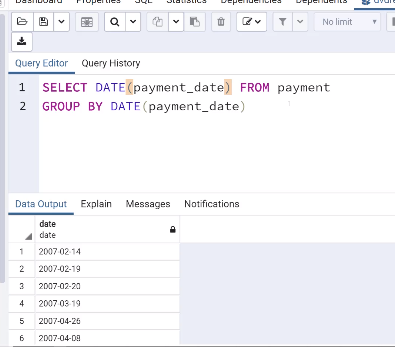 Dashboard Properties SQL Statistics Dependencies Dependents
No limit
Query Editor Query History
1 SELECT DATE(payment_date) FROM payment
2 GROUP BY DATE(payment_date)
Data Output Explain Messages Notifications
date
date
1 2007-02-14
2 2007-02-19
3 2007-02-20
4 2007-03-19
5 2007-04-26
6 2007-04-08